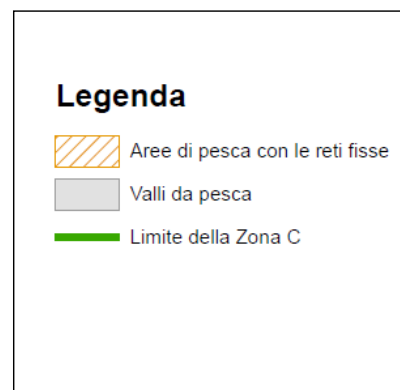 Legenda
Aree di pesca con le reti fisse
Valli da pesca
Limite della Zona C